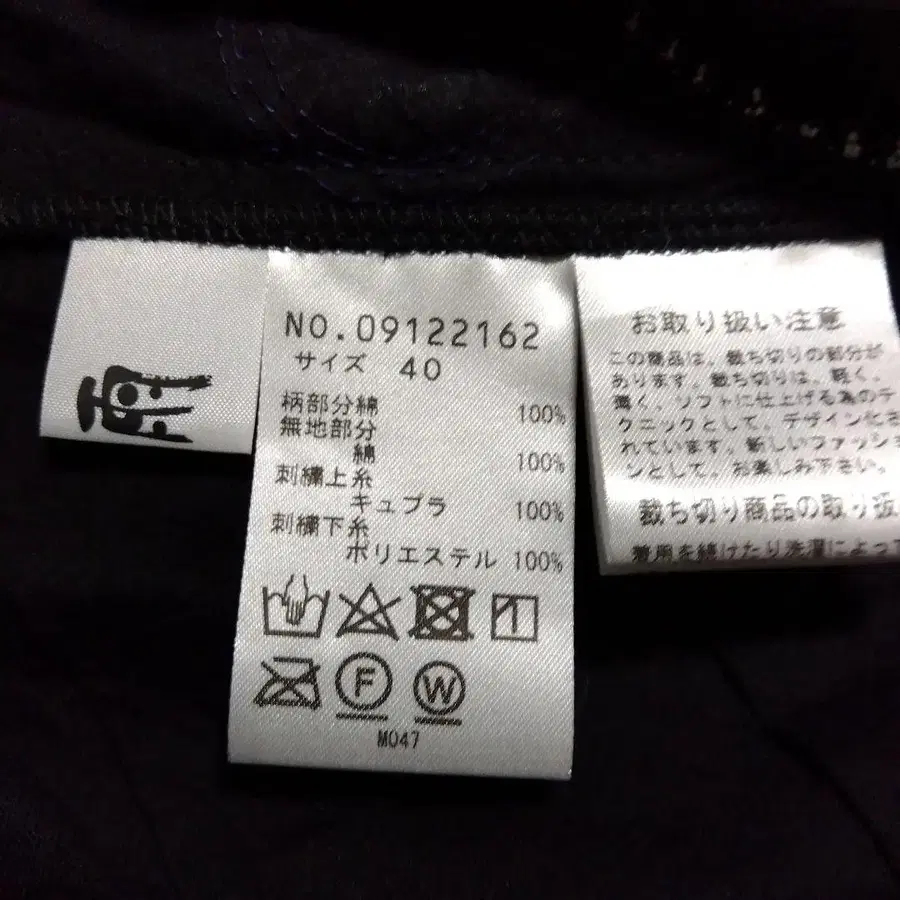 NO.09122162
サイズ 40
柄部分綿 100%
無地部分
綿 100%
刺繍上糸
キュプラ 100%
刺繍下糸
ポリエステル 100%
F
W
M047
お取り扱い注意
この商品は、裁ち切りの部分が
あります。裁ち切りは、軽く、
薄く、ソフトに仕上げる為のテ
クニックとして、デザイン化さ
れています。新しいファッショ
ンとして、お楽しみ下さい。
裁ち切り商品の取り扱
着用を続けたり洗濯によって